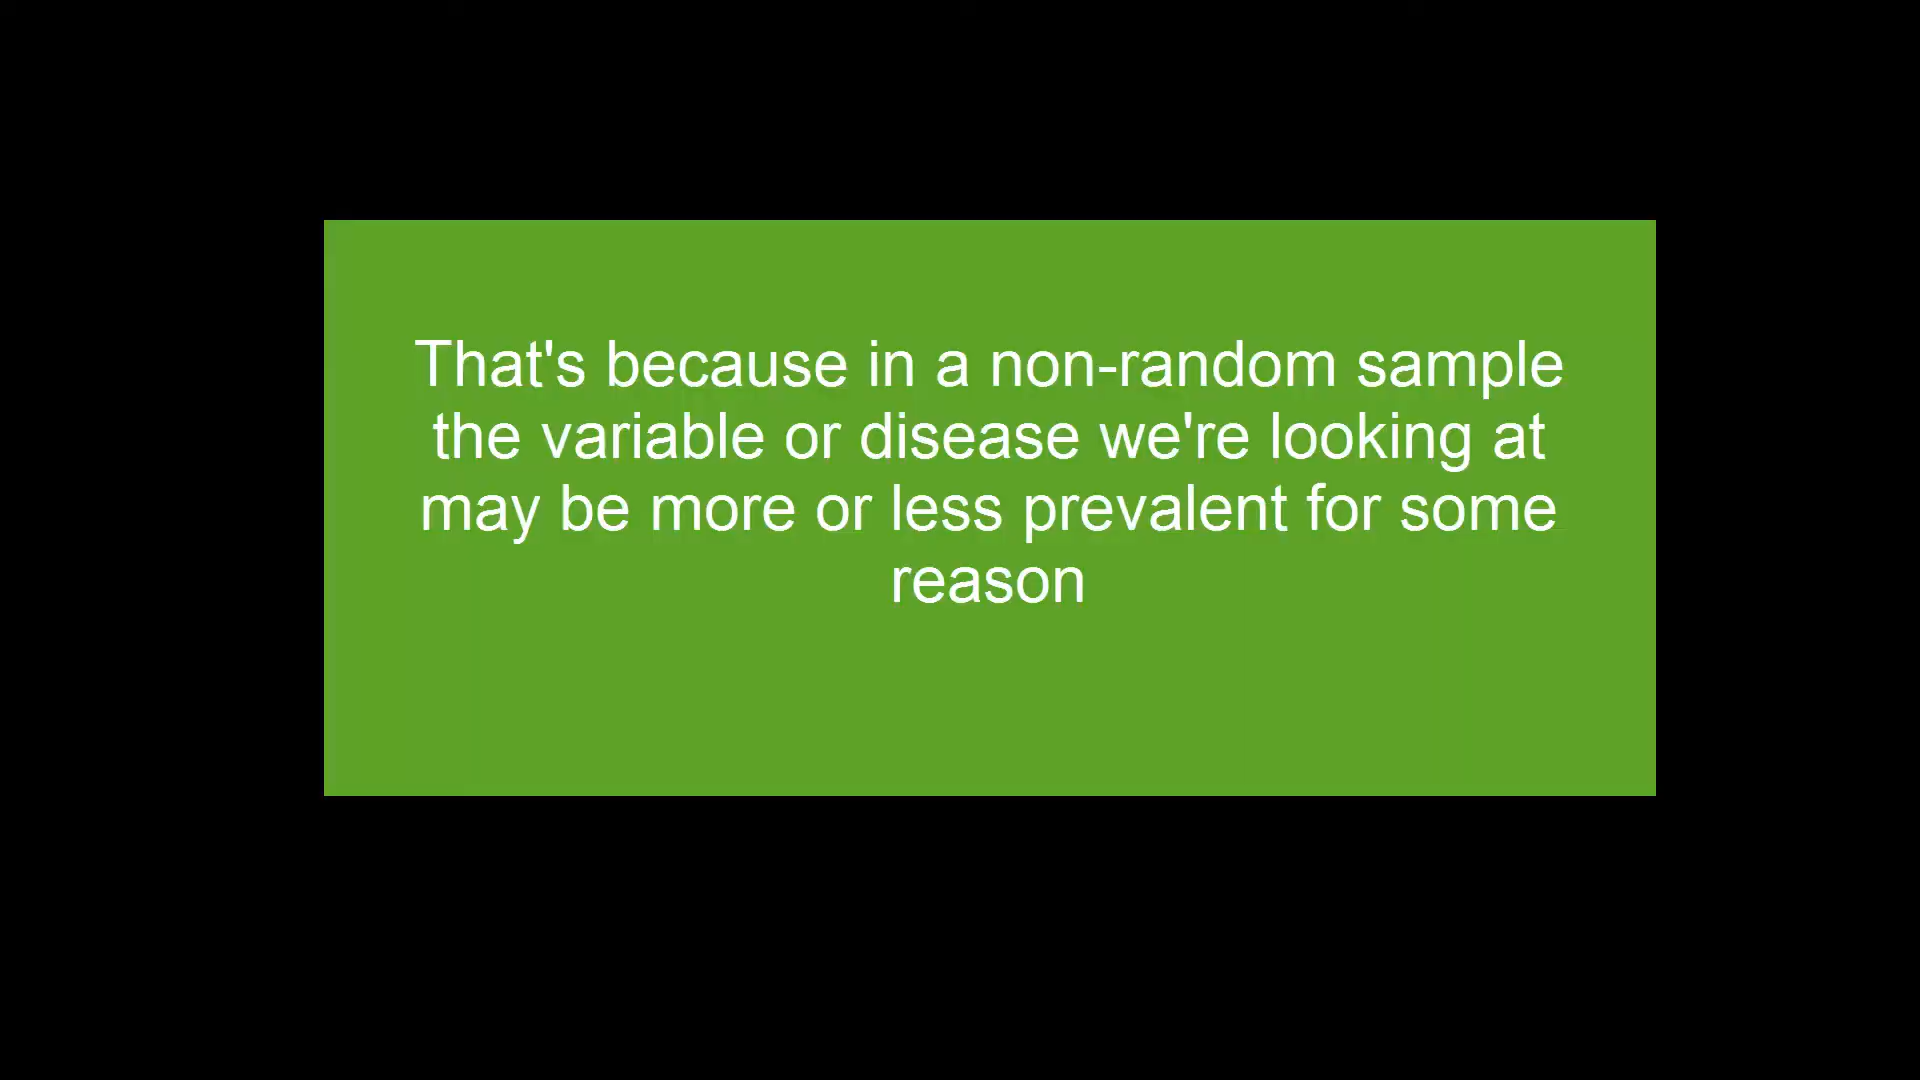 That's because in a non-random sample
the variable or disease we're looking at
may be more or less prevalent for some
reason